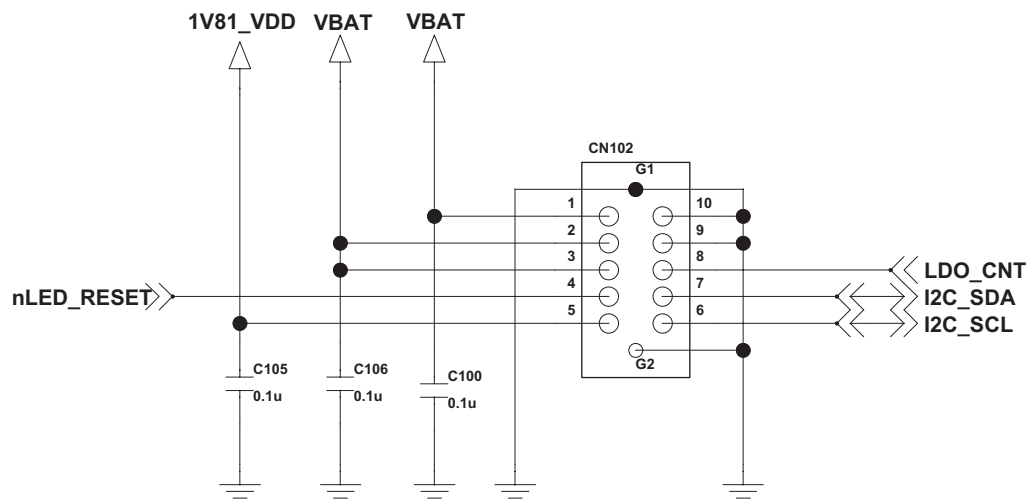 1V81_VDD VBAT VBAT
CN102
G1
1 10
2 9
3 8 LDO_CNT
nLED_RESET 4 7 I2C_SDA
5 6 I2C_SCL
G2
C105 C106 C100
0.1u 0.1u 0.1u